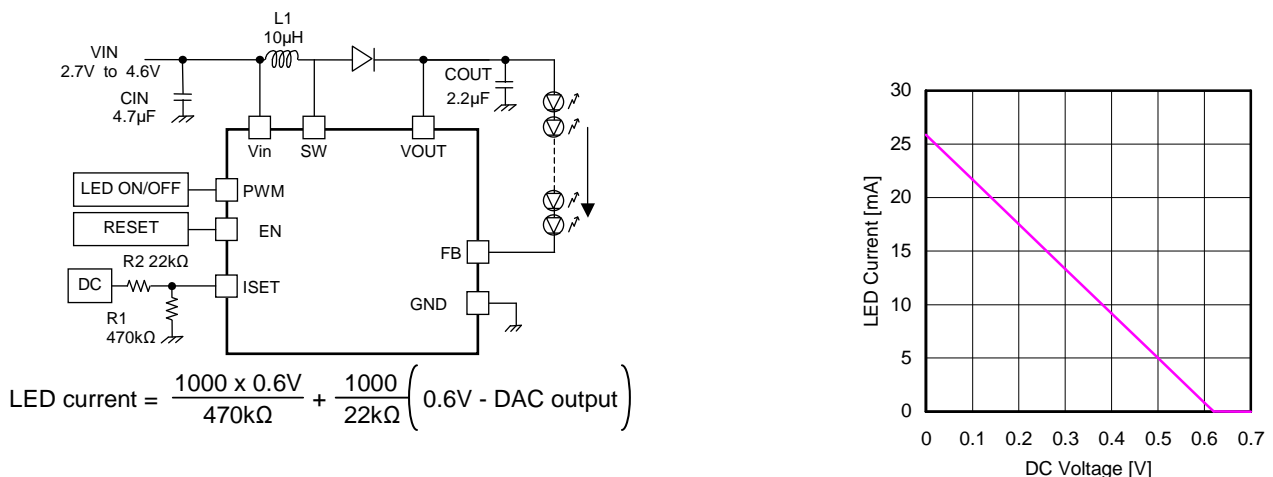 L1
10µH
VIN
2.7V to 4.6V
CIN
4.7µF
COUT
2.2µF
Vin
SW
VOUT
LED ON/OFF
PWM
RESET
EN
R2 22kΩ
DC
ISET
R1
470kΩ
FB
GND
LED current = 1000 x 0.6V / 470kΩ + 1000 / 22kΩ ( 0.6V - DAC output )
LED Current [mA]
30
25
20
15
10
5
0
0 0.1 0.2 0.3 0.4 0.5 0.6 0.7
DC Voltage [V]